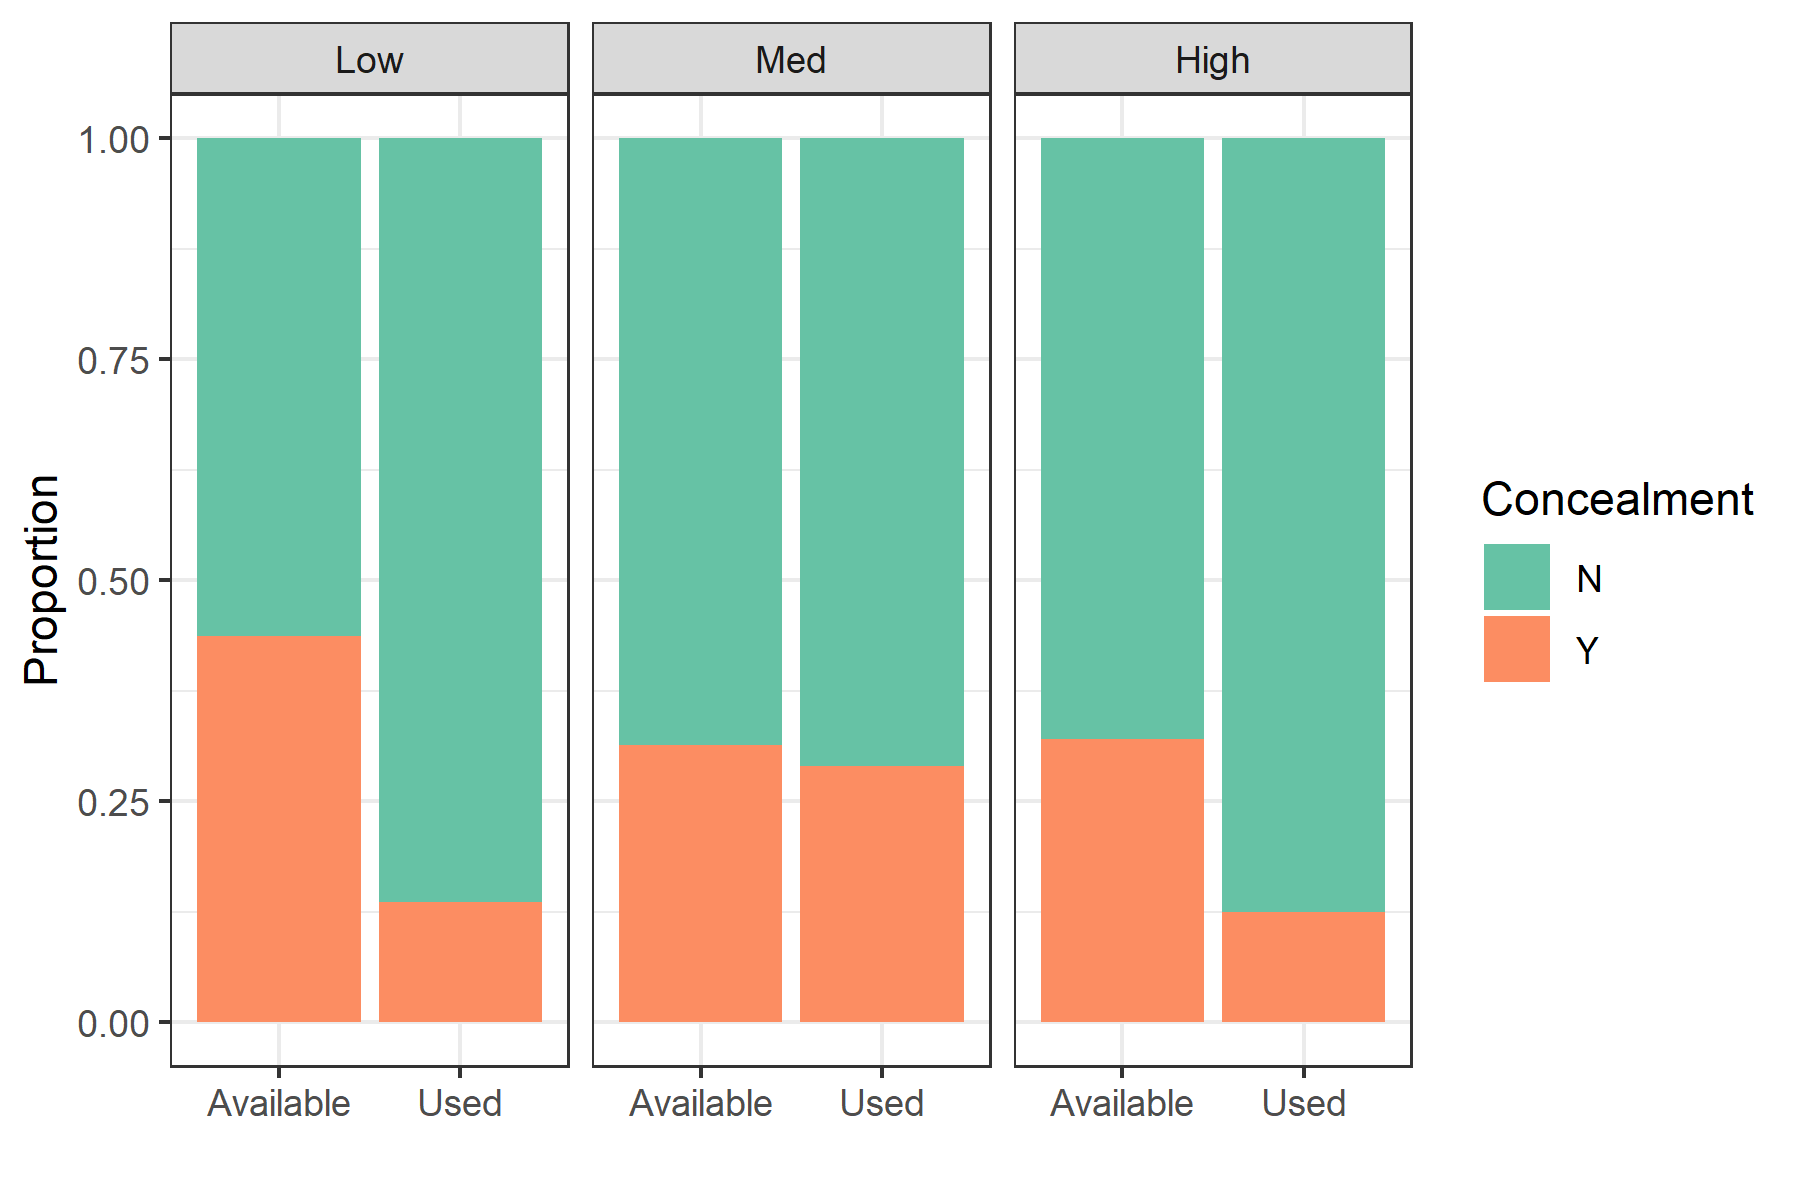 Low Med High
1.00
0.75
0.50
0.25
0.00
Proportion
Available Used Available Used Available Used
Concealment
N
Y